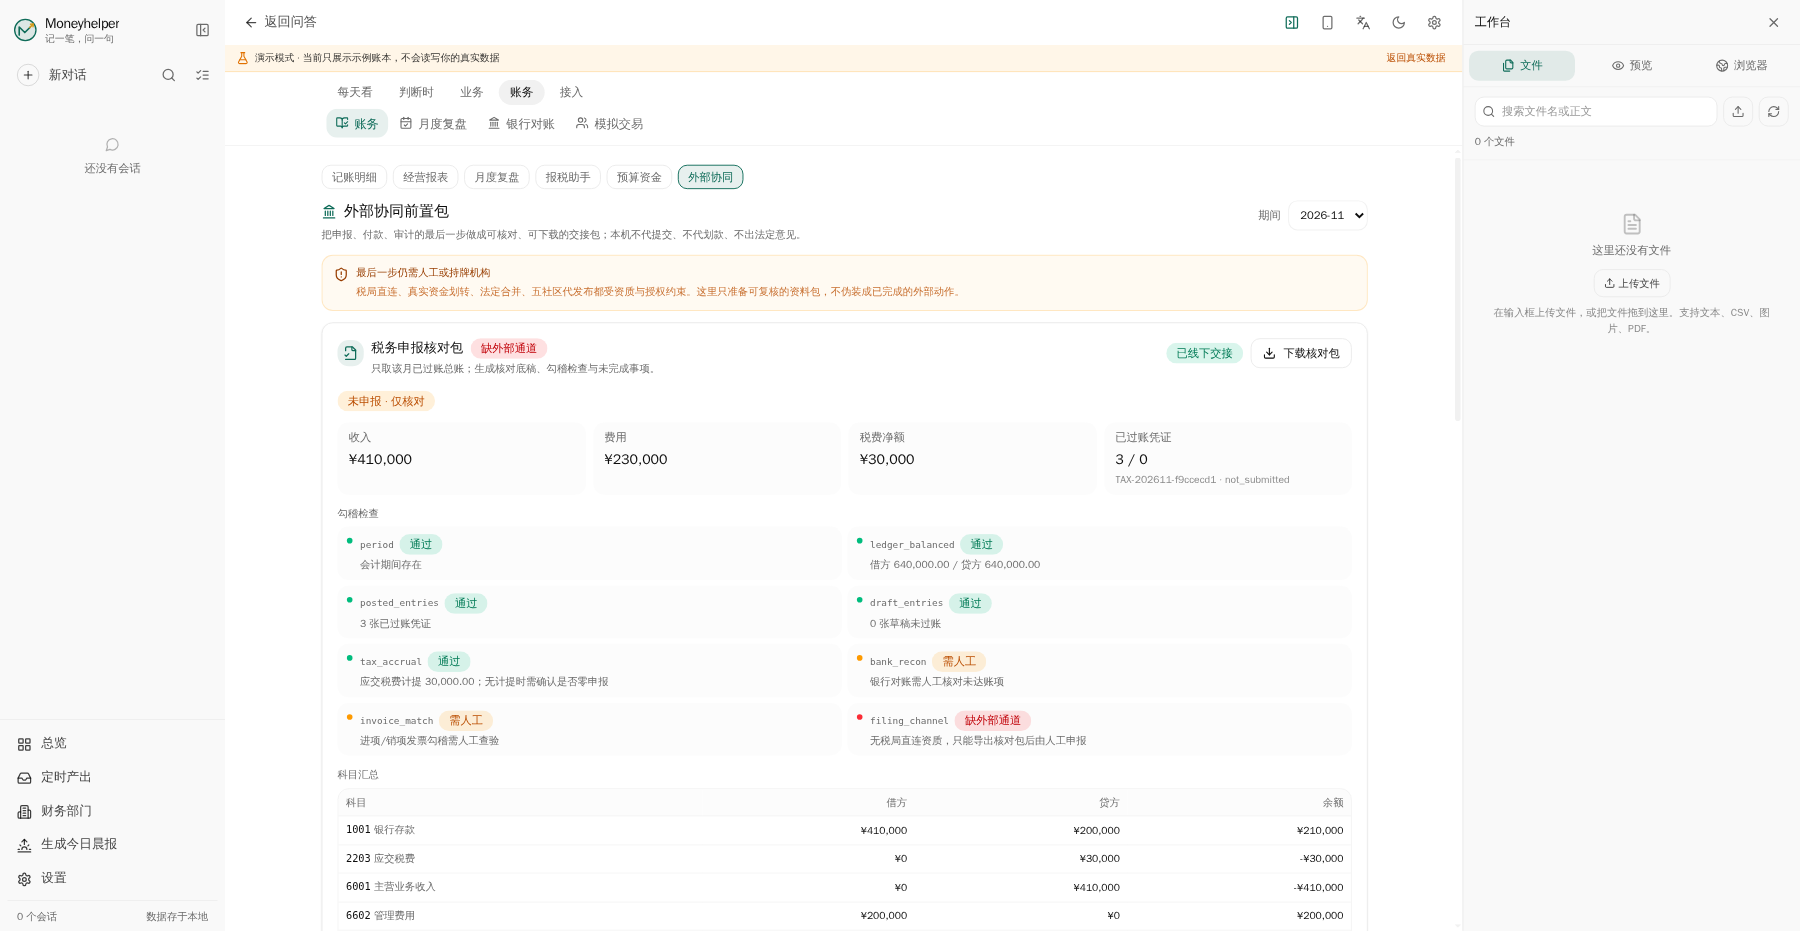 Moneyhelper
记一笔，问一句
新对话
还没有会话
总览
定时产出
财务部门
生成今日晨报
设置
0 个会话
数据存于本地
返回问答
演示模式 · 当前只展示示例账本，不会读写你的真实数据
返回真实数据
每天看
判断时
业务
账务
接入
账务
月度复盘
银行对账
模拟交易
记账明细
经营报表
月度复盘
报税助手
预算资金
外部协同
外部协同前置包
期间
2026-11
把申报、付款、审计的最后一步做成可核对、可下载的交接包；本机不代提交、不代划款、不出法定意见。
最后一步仍需人工或持牌机构
税局直连、真实资金划转、法定合并、五社区代发布都受资质与授权约束。这里只准备可复核的资料包，不伪装成已完成的外部动作。
税务申报核对包
缺外部通道
只取该月已过账总账；生成核对底稿、勾稽检查与未完成事项。
已线下交接
下载核对包
未申报 · 仅核对
收入
¥410,000
费用
¥230,000
税费净额
¥30,000
已过账凭证
3 / 0
TAX-202611-f9ccecd1 · not_submitted
勾稽检查
period 通过
会计期间存在
ledger_balanced 通过
借方 640,000.00 / 贷方 640,000.00
posted_entries 通过
3 张已过账凭证
draft_entries 通过
0 张草稿未过账
tax_accrual 通过
应交税费计提 30,000.00；无计提时需确认是否零申报
bank_recon 需人工
银行对账需人工核对未达账项
invoice_match 需人工
进项/销项发票勾稽需人工查验
filing_channel 缺外部通道
无税局直连资质，只能导出核对包后由人工申报
科目汇总
科目 借方 贷方 余额
1001 银行存款 ¥410,000 ¥200,000 ¥210,000
2203 应交税费 ¥0 ¥30,000 -¥30,000
6001 主营业务收入 ¥0 ¥410,000 -¥410,000
6602 管理费用 ¥200,000 ¥0 ¥200,000
工作台
文件
预览
浏览器
搜索文件名或正文
0 个文件
这里还没有文件
上传文件
在输入框上传文件，或把文件拖到这里。支持文本、CSV、图
片、PDF。